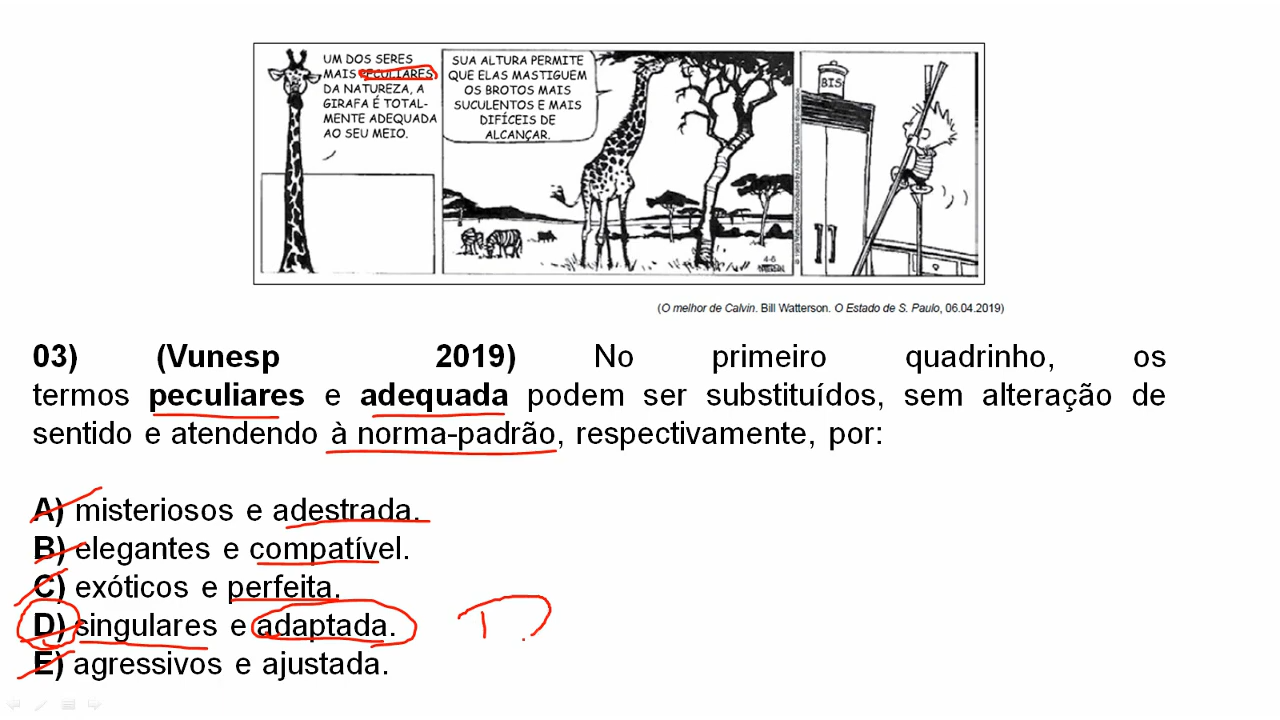 UM DOS SERES
MAIS PECULIARES
DA NATUREZA, A
GIRAFA É TOTAL-
MENTE ADEQUADA
AO SEU MEIO.
SUA ALTURA PERMITE
QUE ELAS MASTIGUEM
OS BROTOS MAIS
SUCULENTOS E MAIS
DIFÍCEIS DE
ALCANÇAR.
4-6
BIS
(O melhor de Calvin. Bill Watterson. O Estado de S. Paulo, 06.04.2019)
03) (Vunesp 2019) No primeiro quadrinho, os
termos peculiares e adequada podem ser substituídos, sem alteração de
sentido e atendendo à norma-padrão, respectivamente, por:
A) misteriosos e adestrada.
B) elegantes e compatível.
C) exóticos e perfeita.
D) singulares e adaptada.
E) agressivos e ajustada.